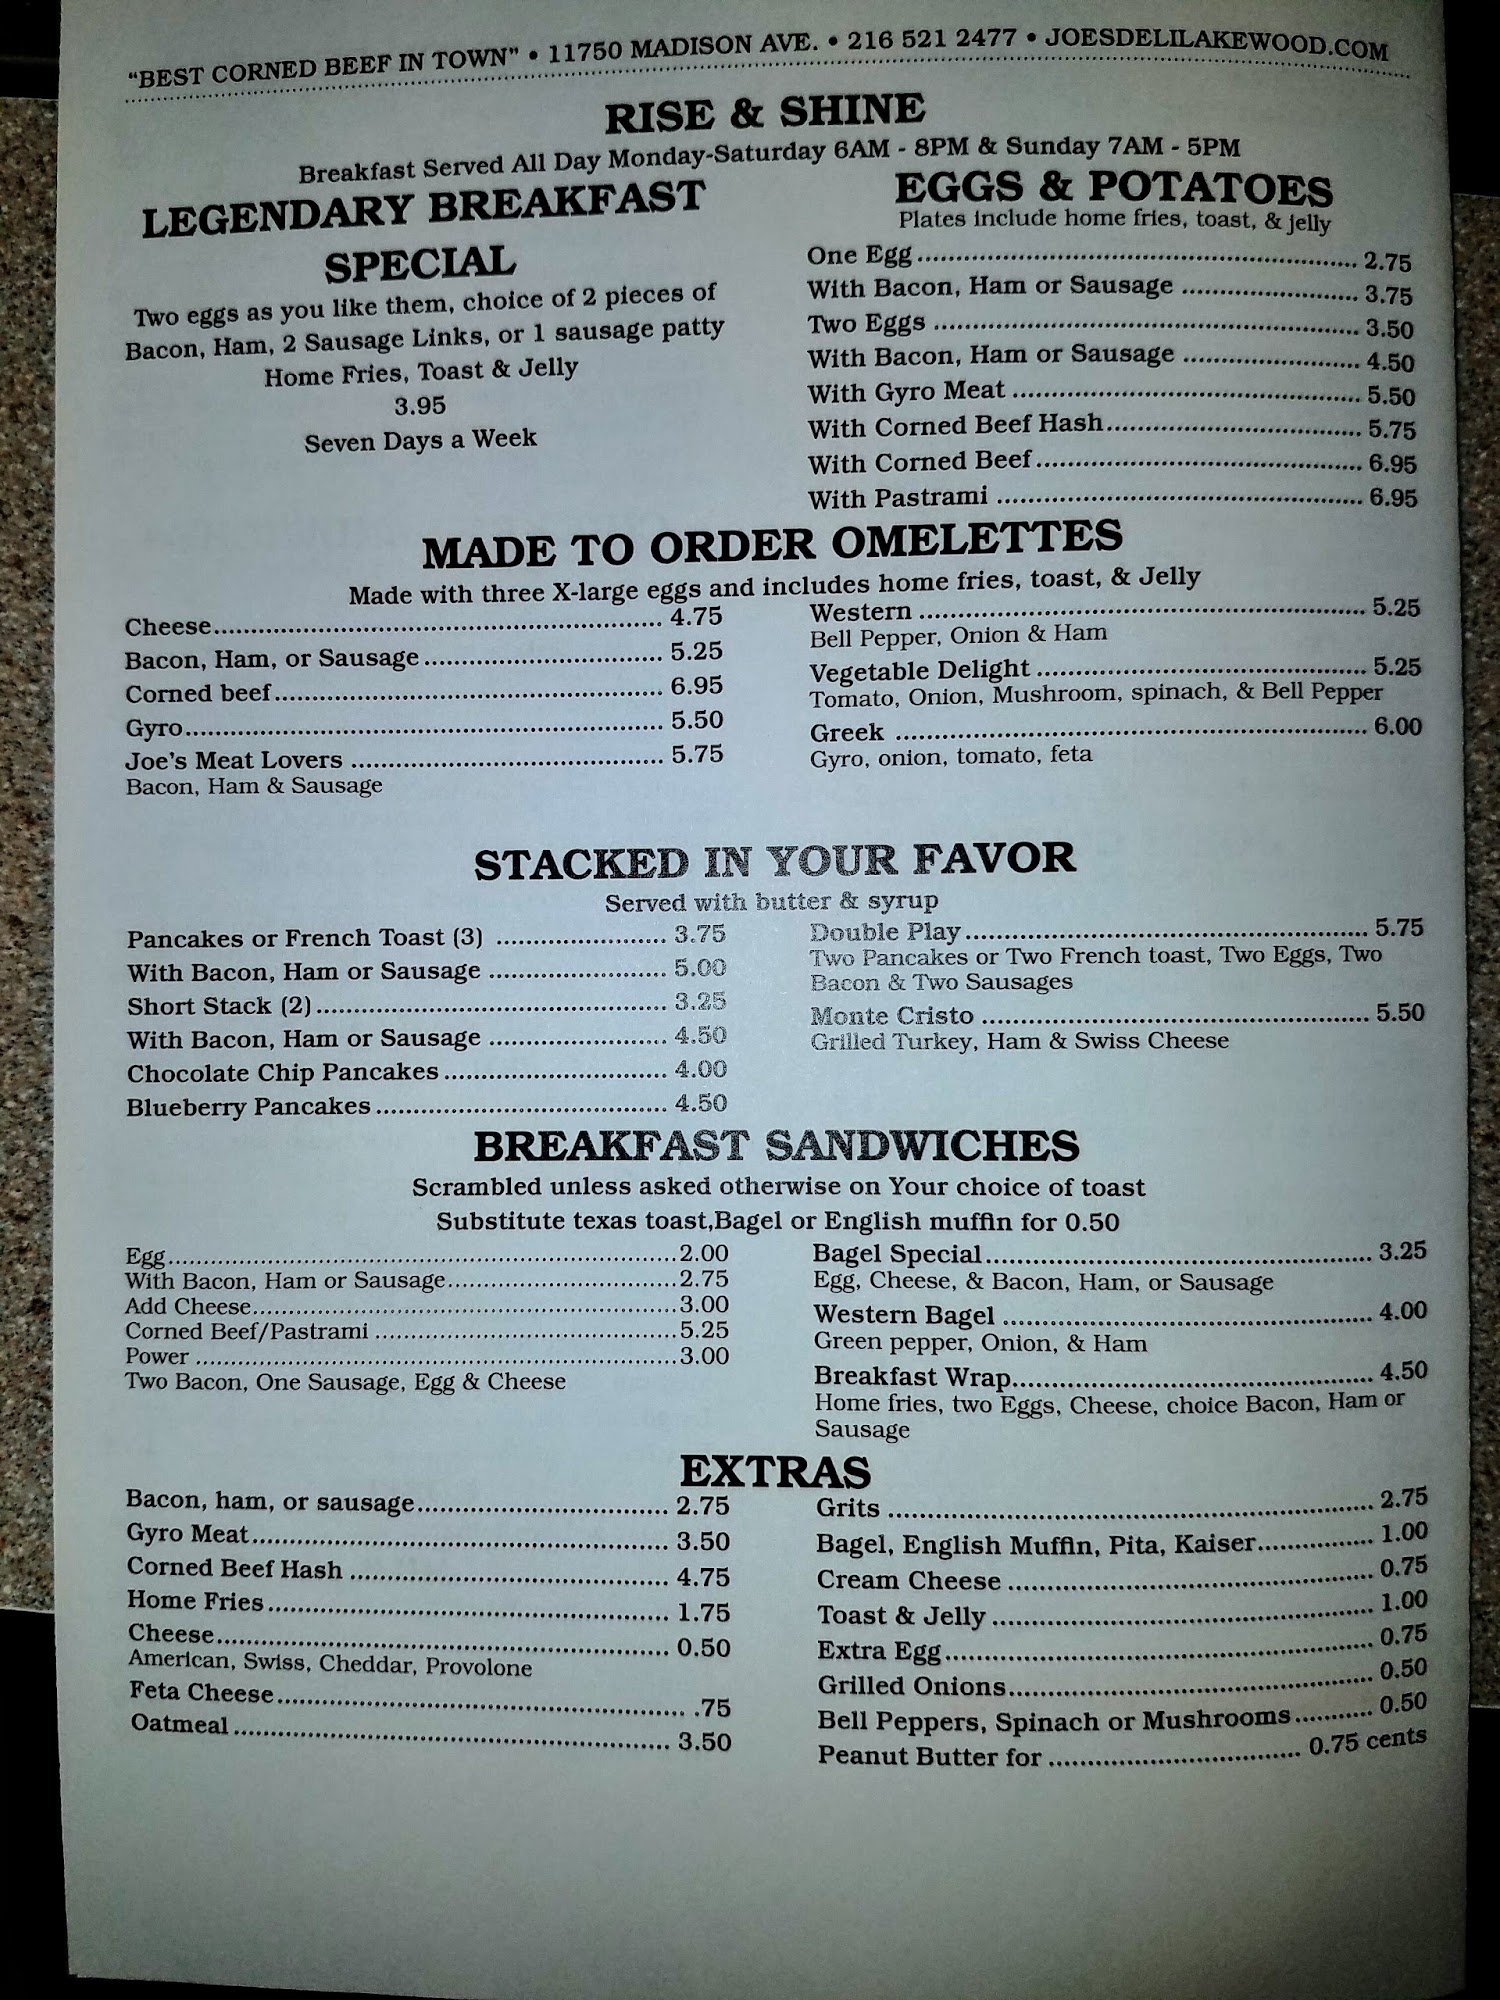 "BEST CORNED BEEF IN TOWN" • 11750 MADISON AVE. • 216 521 2477 • JOESDELILAKEWOOD.COM
RISE & SHINE
Breakfast Served All Day Monday-Saturday 6AM - 8PM & Sunday 7AM - 5PM
LEGENDARY BREAKFAST
SPECIAL
Two eggs as you like them, choice of 2 pieces of
Bacon, Ham, 2 Sausage Links, or 1 sausage patty
Home Fries, Toast & Jelly
3.95
Seven Days a Week
EGGS & POTATOES
Plates include home fries, toast, & jelly
One Egg 2.75
With Bacon, Ham or Sausage 3.75
Two Eggs 3.50
With Bacon, Ham or Sausage 4.50
With Gyro Meat 5.50
With Corned Beef Hash 5.75
With Corned Beef 6.95
With Pastrami 6.95
MADE TO ORDER OMELETTES
Made with three X-large eggs and includes home fries, toast, & Jelly
Cheese 4.75
Bacon, Ham, or Sausage 5.25
Corned beef 6.95
Gyro 5.50
Joe's Meat Lovers 5.75
Bacon, Ham & Sausage
Western 5.25
Bell Pepper, Onion & Ham
Vegetable Delight 5.25
Tomato, Onion, Mushroom, spinach, & Bell Pepper
Greek 6.00
Gyro, onion, tomato, feta
STACKED IN YOUR FAVOR
Served with butter & syrup
Pancakes or French Toast (3) 3.75
With Bacon, Ham or Sausage 5.00
Short Stack (2) 3.25
With Bacon, Ham or Sausage 4.50
Chocolate Chip Pancakes 4.00
Blueberry Pancakes 4.50
Double Play 5.75
Two Pancakes or Two French toast, Two Eggs, Two
Bacon & Two Sausages
Monte Cristo 5.50
Grilled Turkey, Ham & Swiss Cheese
BREAKFAST SANDWICHES
Scrambled unless asked otherwise on Your choice of toast
Substitute texas toast,Bagel or English muffin for 0.50
Egg 2.00
With Bacon, Ham or Sausage 2.75
Add Cheese 3.00
Corned Beef/Pastrami 5.25
Power 3.00
Two Bacon, One Sausage, Egg & Cheese
Bagel Special 3.25
Egg, Cheese, & Bacon, Ham, or Sausage
Western Bagel 4.00
Green pepper, Onion, & Ham
Breakfast Wrap 4.50
Home fries, two Eggs, Cheese, choice Bacon, Ham or
Sausage
EXTRAS
Bacon, ham, or sausage 2.75
Gyro Meat 3.50
Corned Beef Hash 4.75
Home Fries 1.75
Cheese 0.50
American, Swiss, Cheddar, Provolone
Feta Cheese .75
Oatmeal 3.50
Grits 2.75
Bagel, English Muffin, Pita, Kaiser 1.00
Cream Cheese 0.75
Toast & Jelly 1.00
Extra Egg 0.75
Grilled Onions 0.50
Bell Peppers, Spinach or Mushrooms 0.50
Peanut Butter for 0.75 cents